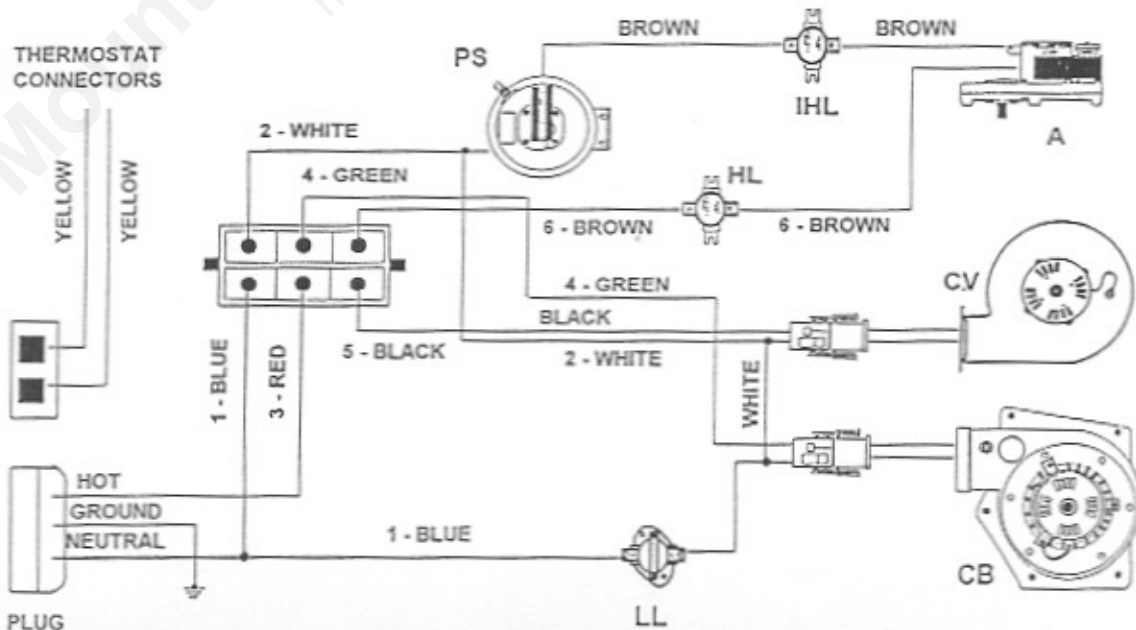 Mount
THERMOSTAT
CONNECTORS
YELLOW
YELLOW
PS
BROWN
BROWN
IHL
A
2 - WHITE
4 - GREEN
HL
6 - BROWN
6 - BROWN
4 - GREEN
CV
BLACK
5 - BLACK
2 - WHITE
1 - BLUE
3 - RED
WHITE
HOT
GROUND
NEUTRAL
1 - BLUE
CB
PLUG
LL